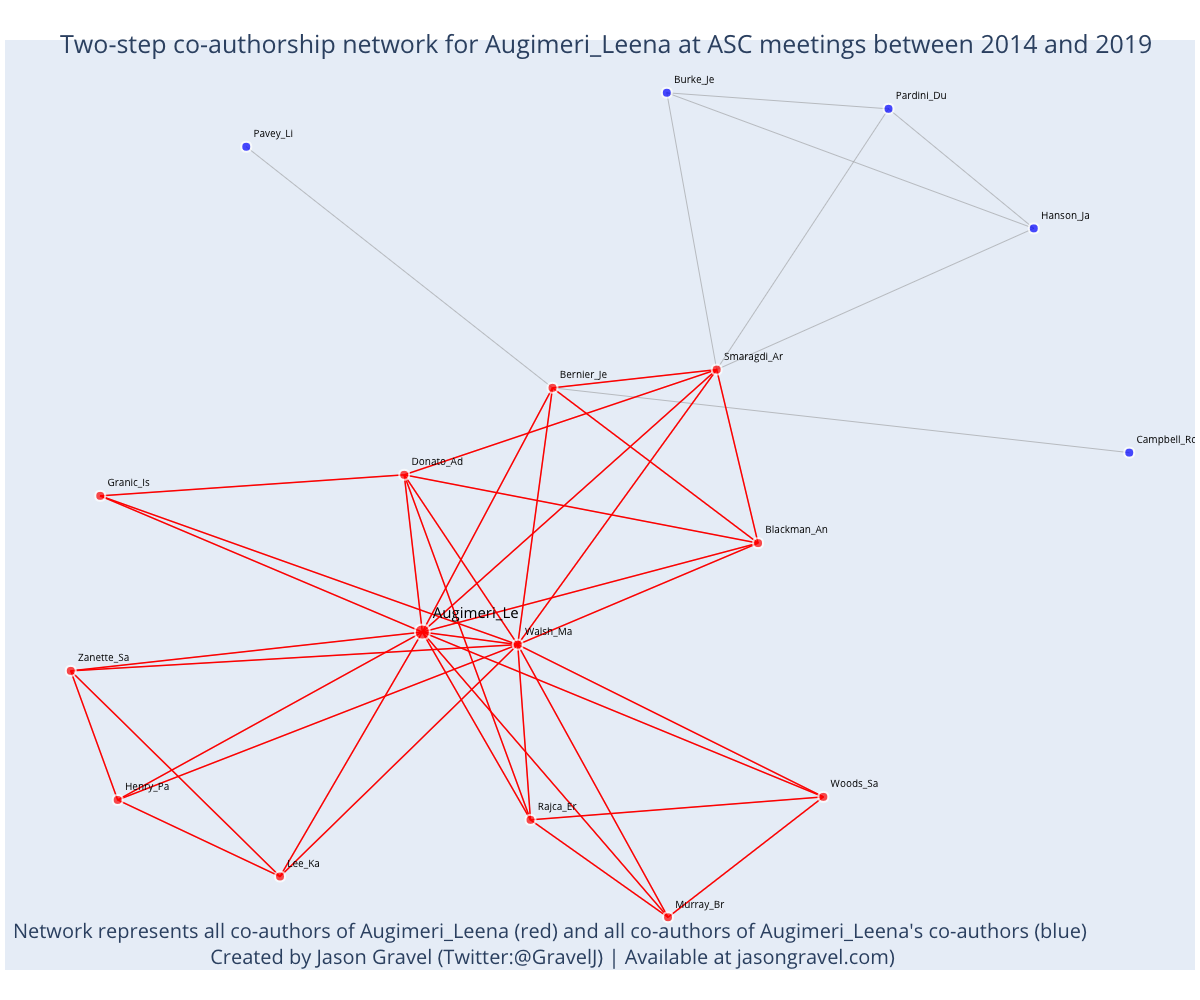 Two-step co-authorship network for Augimeri_Leena at ASC meetings between 2014 and 2019
Burke_Je
Pardini_Du
Pavey_Li
Hanson_Ja
Smaragdi_Ar
Bernier_Je
Campbell_Ro
Donato_Ad
Granic_Is
Blackman_An
Augimeri_Le
Walsh_Ma
Zanette_Sa
Henry_Pa
Woods_Sa
Rajca_Er
Lee_Ka
Murray_Br
Network represents all co-authors of Augimeri_Leena (red) and all co-authors of Augimeri_Leena's co-authors (blue)
Created by Jason Gravel (Twitter:@GravelJ) | Available at jasongravel.com)